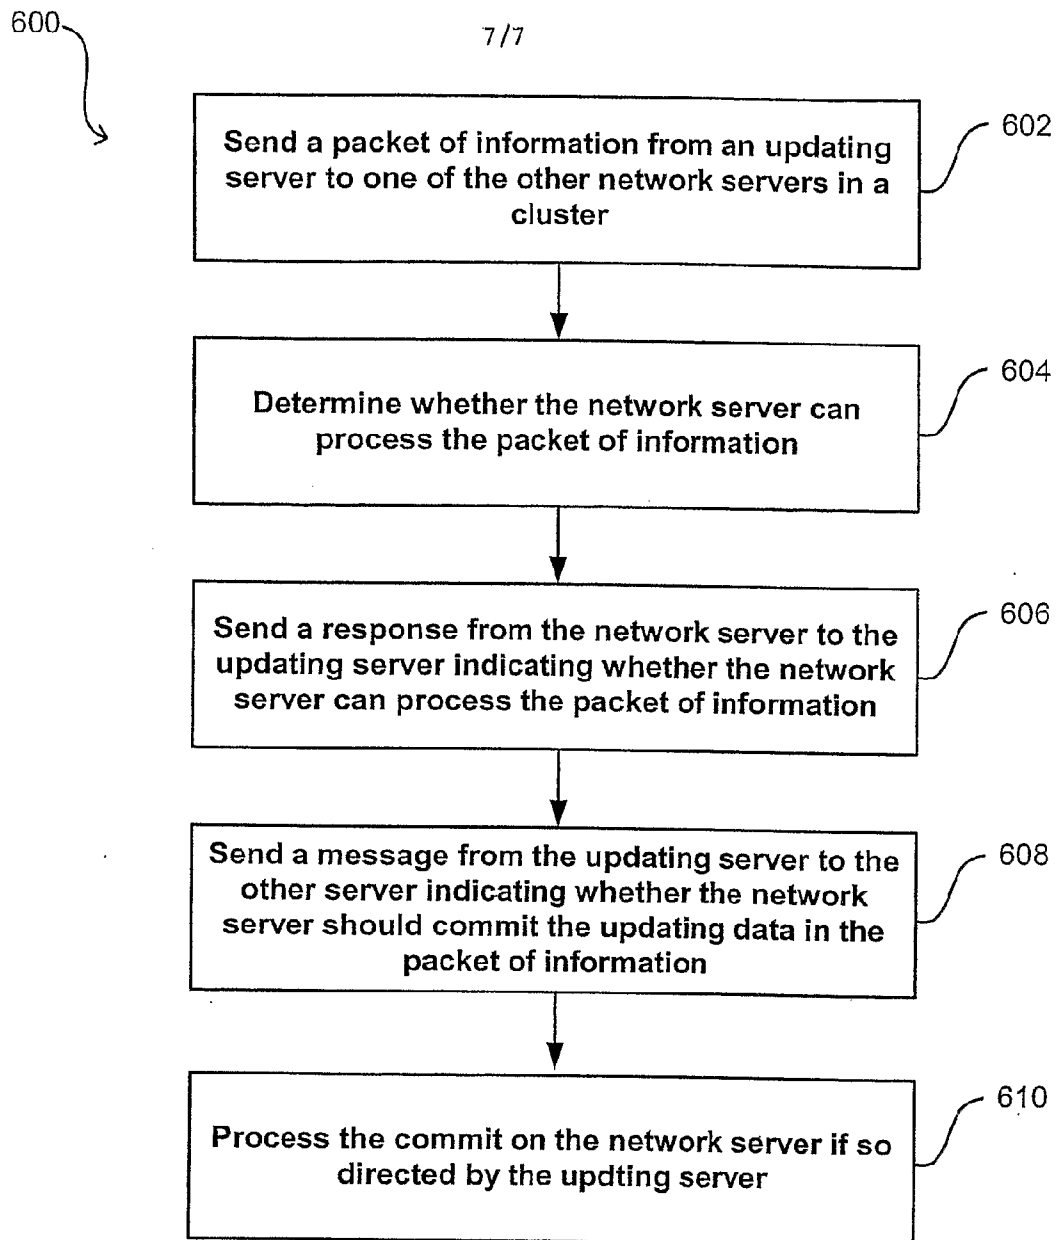 600
7/7
Send a packet of information from an updating
server to one of the other network servers in a
cluster
602
Determine whether the network server can
process the packet of information
604
Send a response from the network server to the
updating server indicating whether the network
server can process the packet of information
606
Send a message from the updating server to the
other server indicating whether the network
server should commit the updating data in the
packet of information
608
Process the commit on the network server if so
directed by the updting server
610